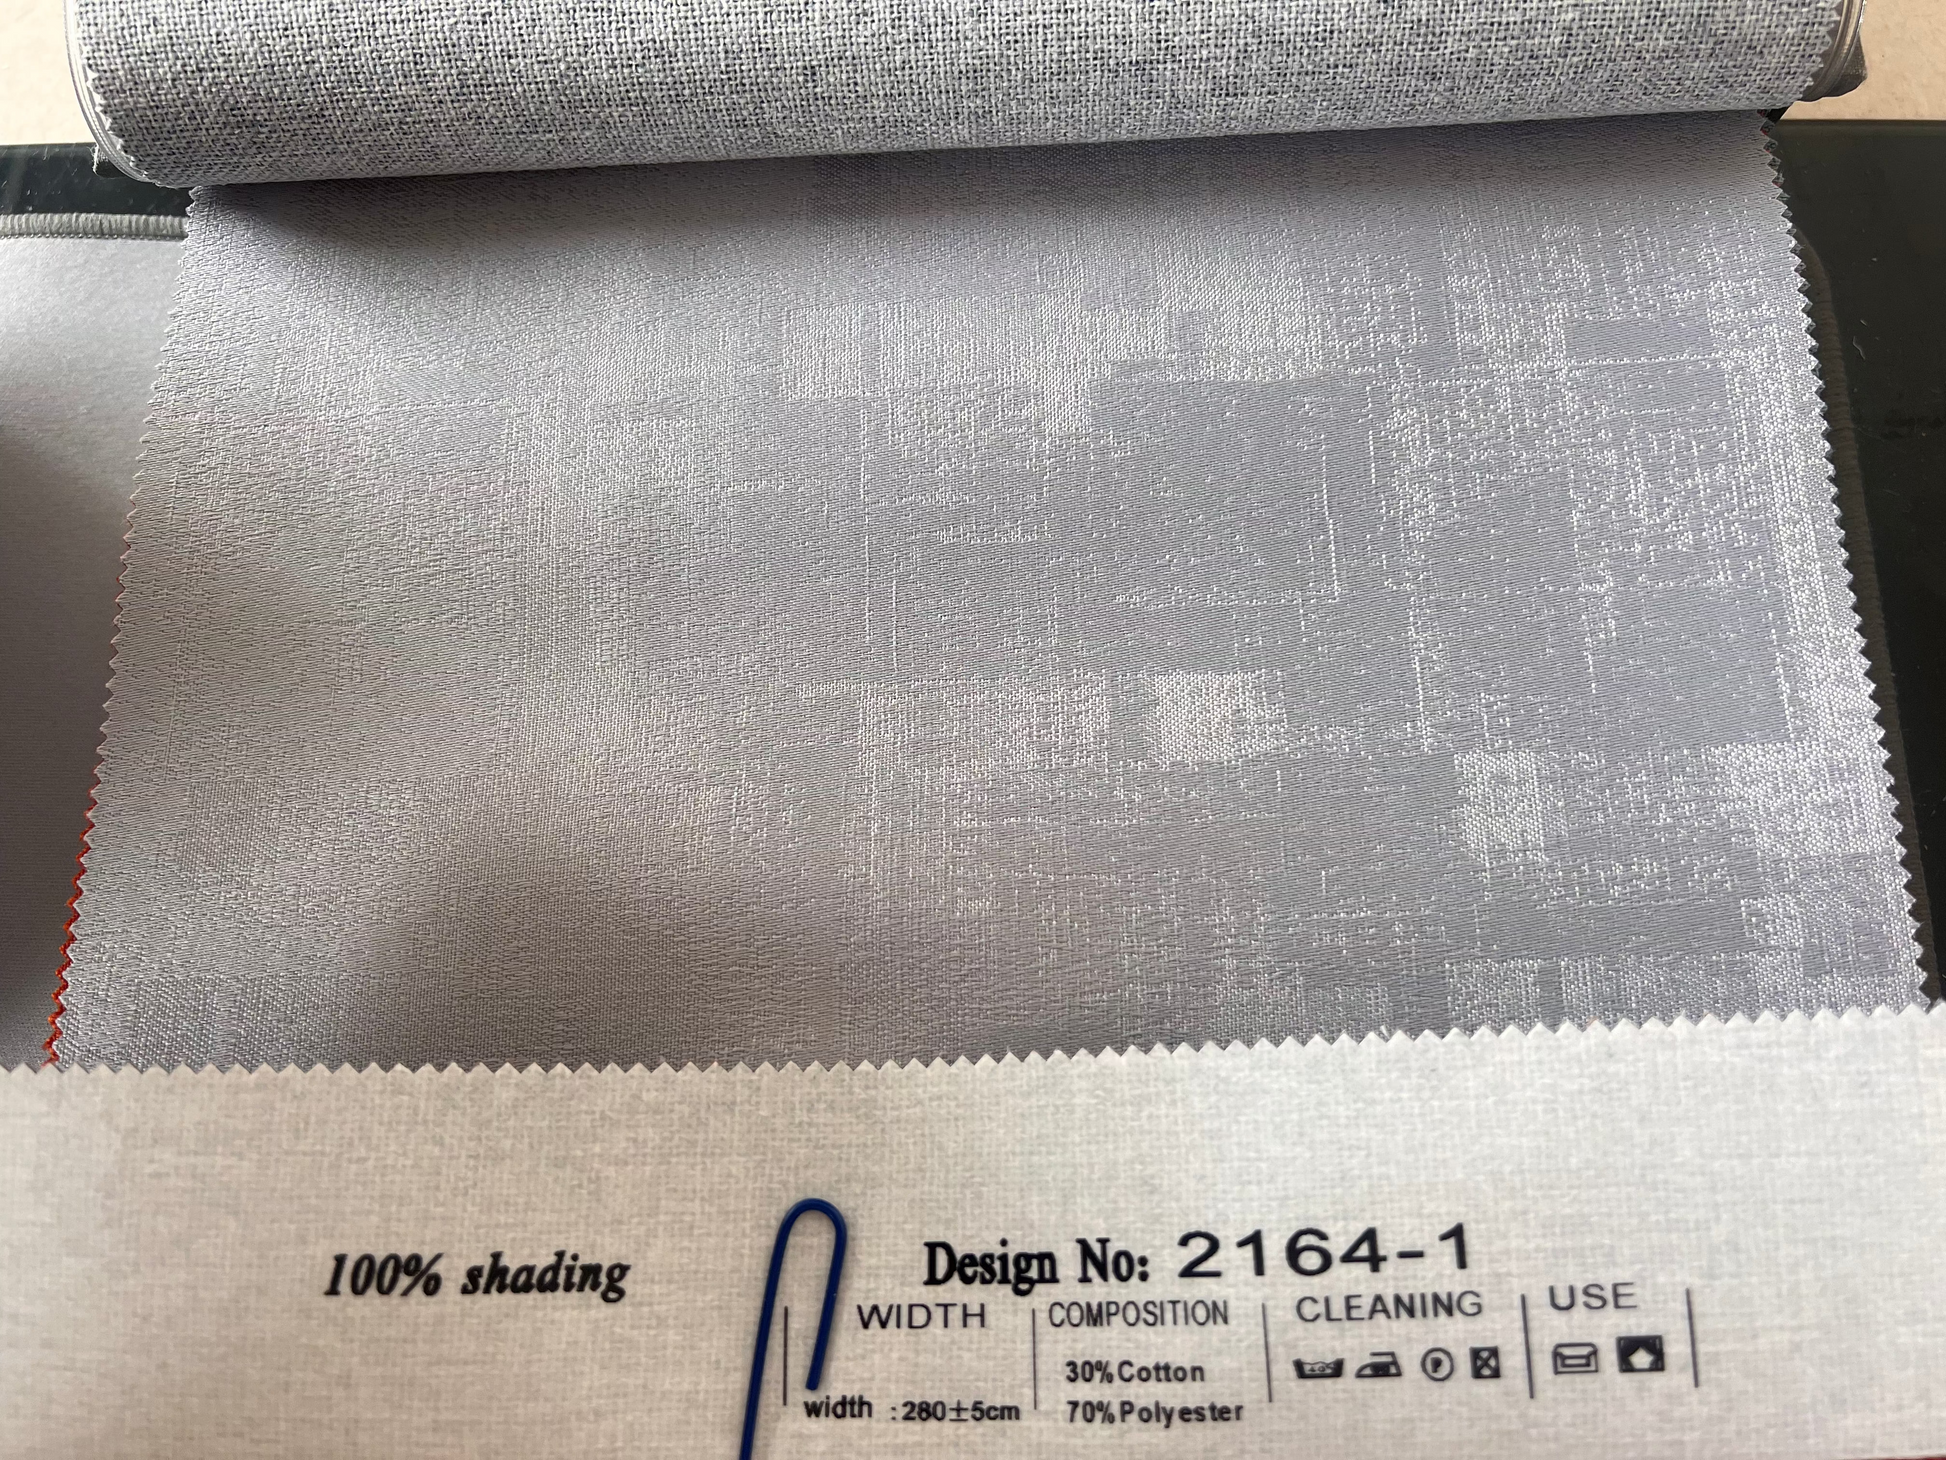 100% shading
Design No: 2164-1
WIDTH
COMPOSITION
CLEANING
USE
30%Cotton
width :280±5cm
70%Polyester